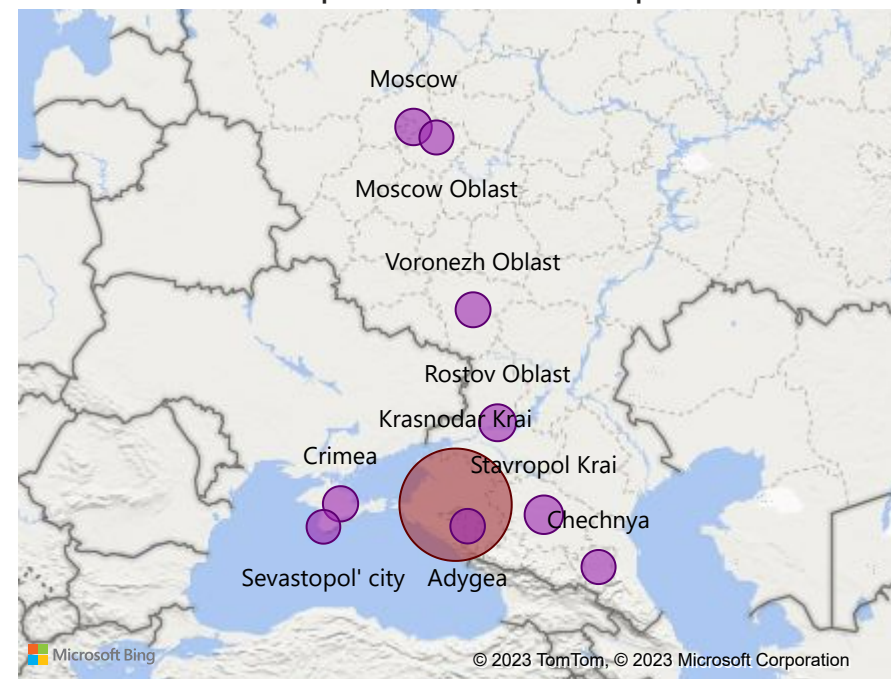 Moscow
Moscow Oblast
Voronezh Oblast
Rostov Oblast
Krasnodar Krai
Crimea
Stavropol Krai
Chechnya
Sevastopol' city
Adygea
Microsoft Bing
© 2023 TomTom, © 2023 Microsoft Corporation